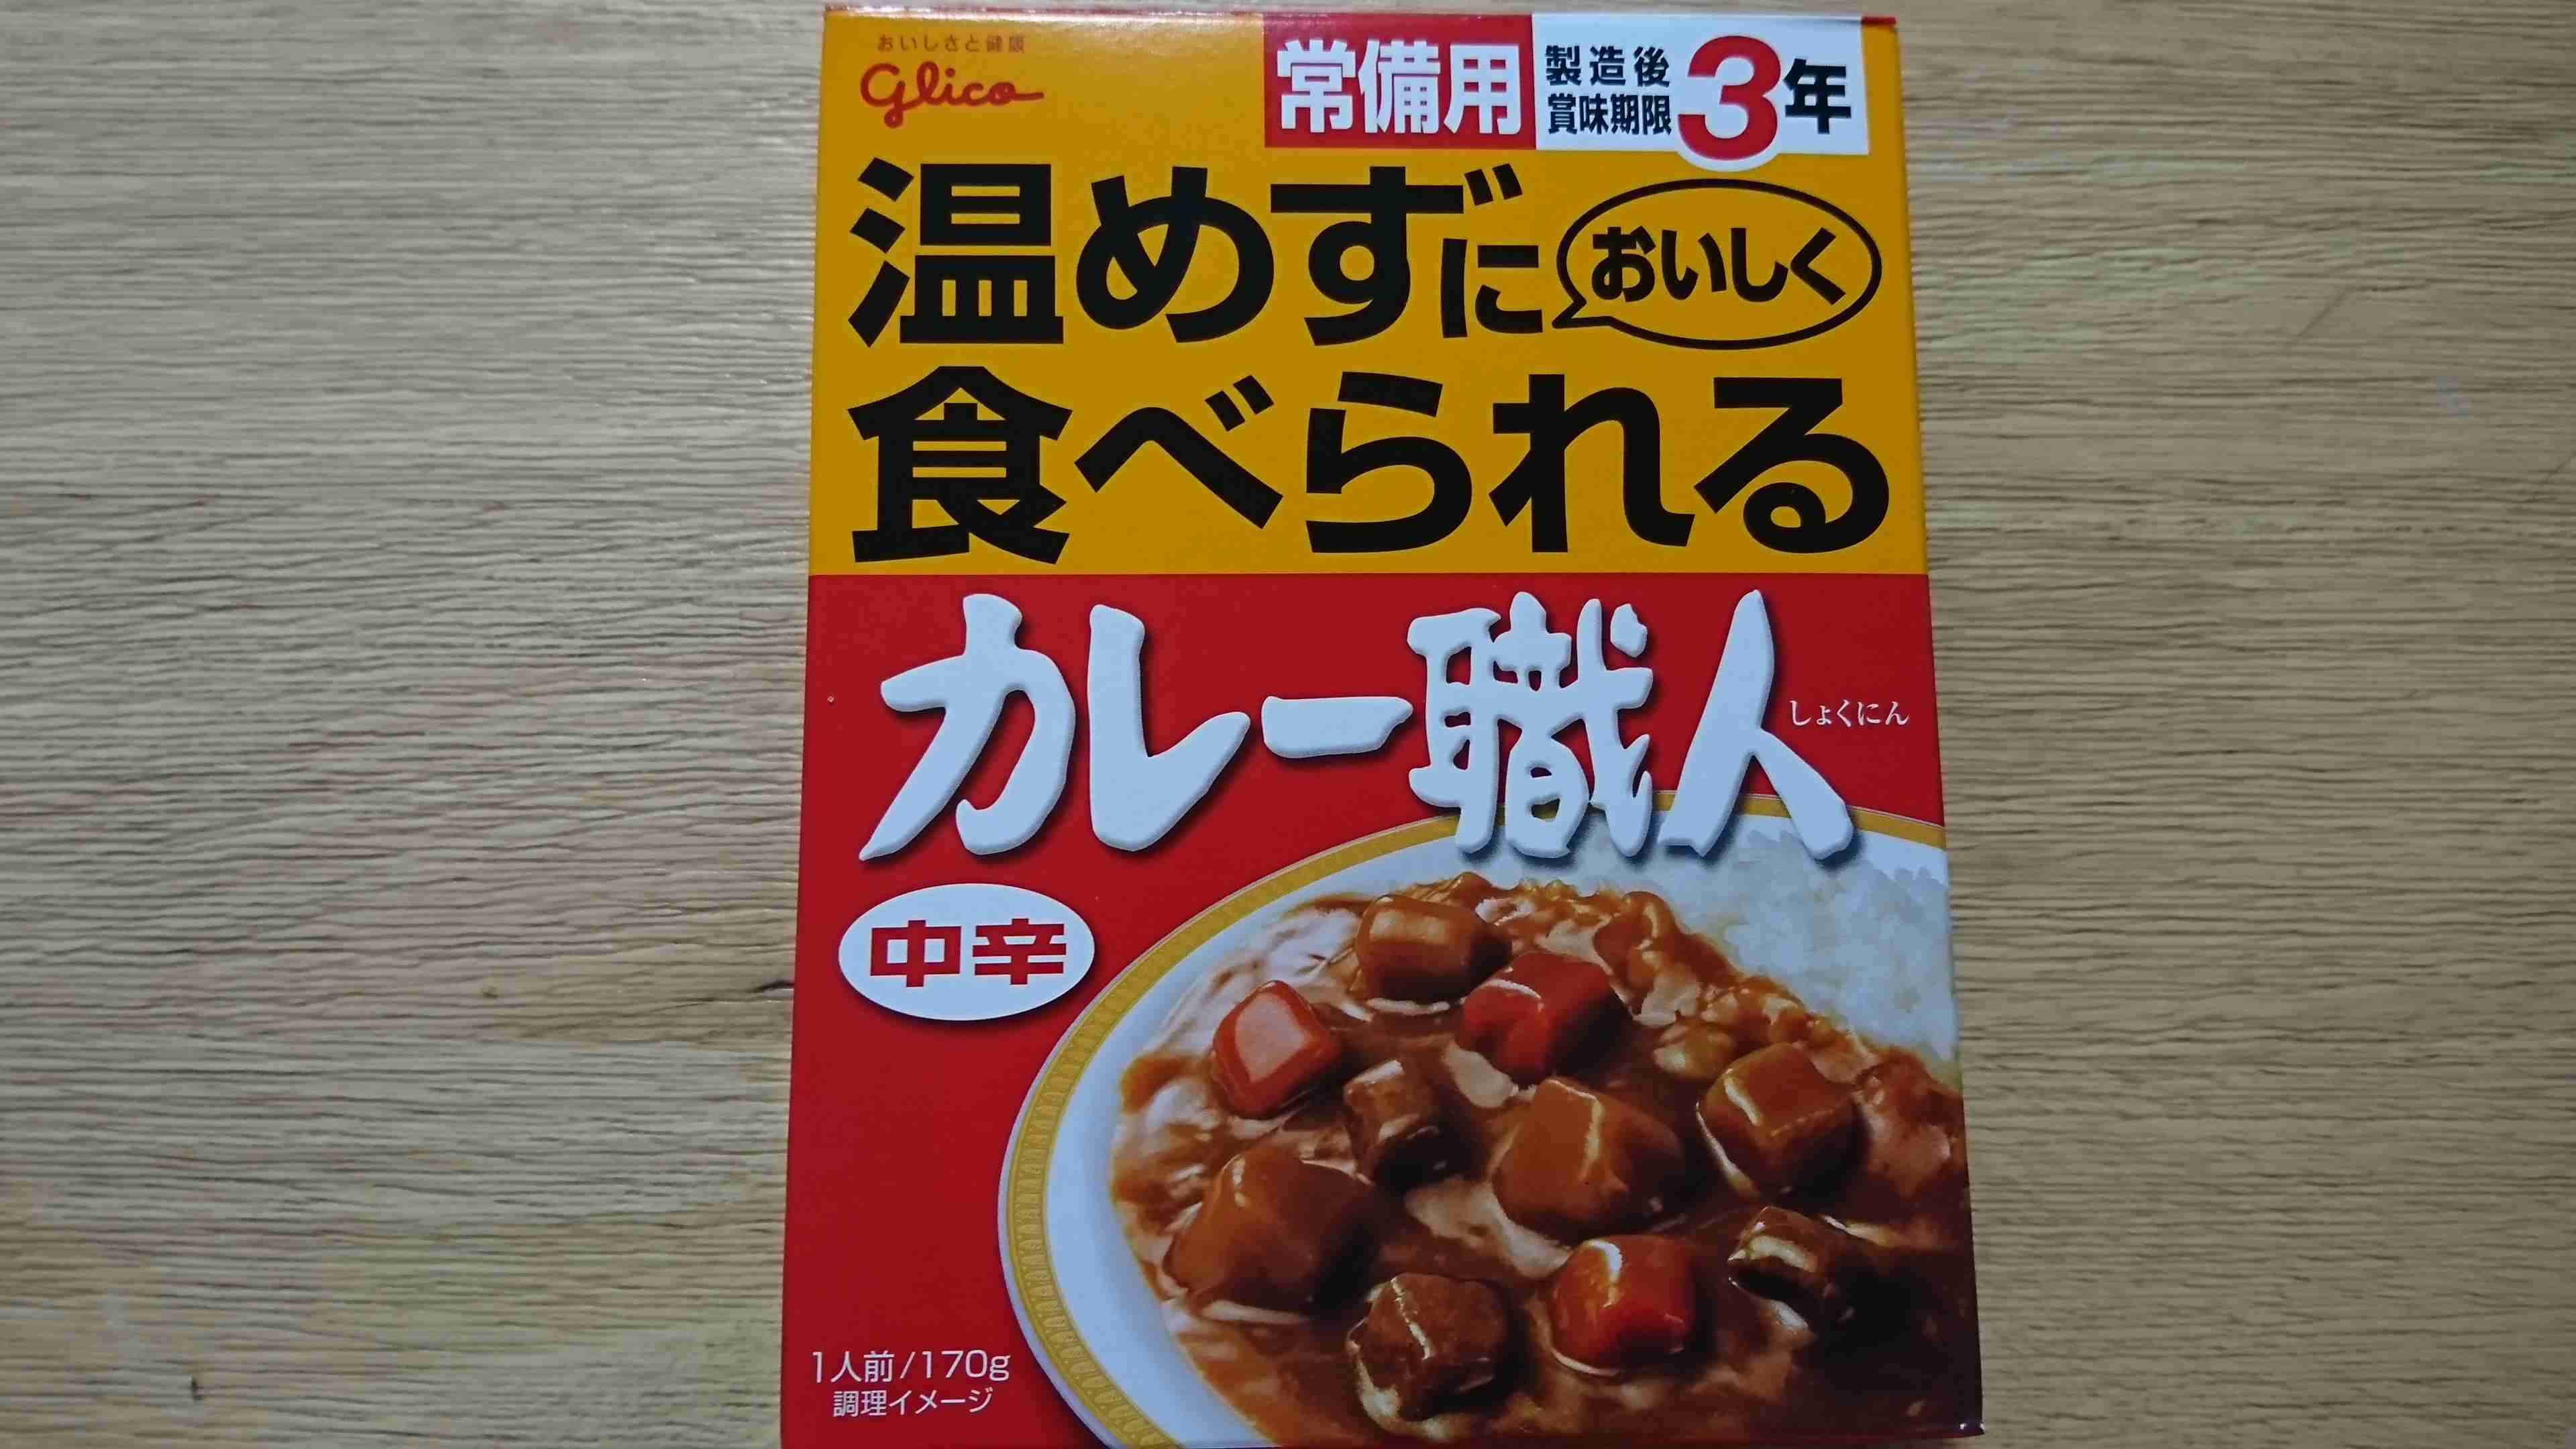 おいしさと健康
glico
常備用
製造後
賞味期限
3年
温めずに
おいしく
食べられる
カレー職人
しょくにん
中辛
1人前/170g
調理イメージ